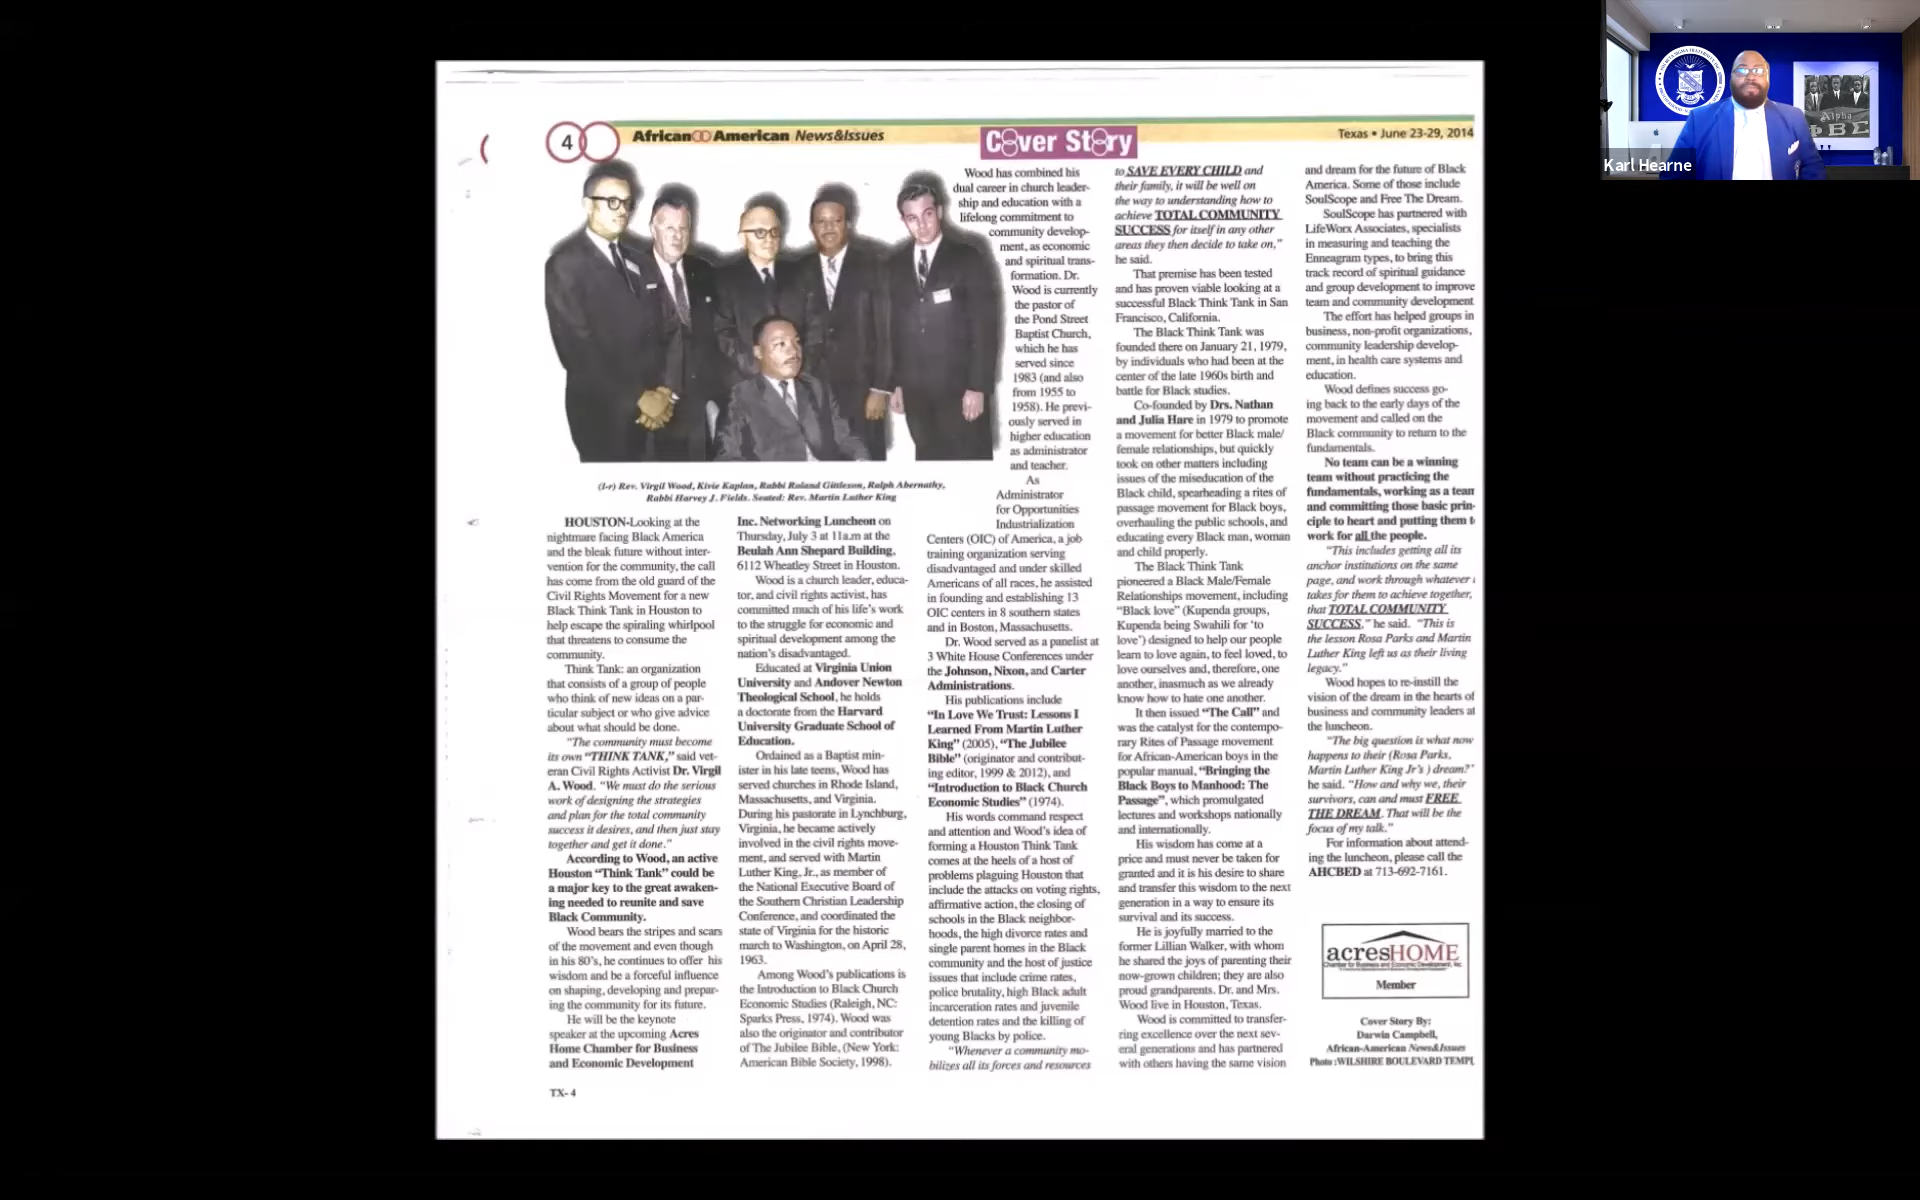 4
African American News&Issues
Cover Story
Texas • June 23-29, 2014
(l-r) Rev. Virgil Wood, Kivie Kaplan, Rabbi Roland Gittleson, Ralph Abernathy,
Rabbi Harvey J. Fields. Seated: Rev. Martin Luther King
HOUSTON-Looking at the
nightmare facing Black America
and the bleak future without inter-
vention for the community, the call
has come from the old guard of the
Civil Rights Movement for a new
Black Think Tank in Houston to
help escape the spiraling whirlpool
that threatens to consume the
community.
Think Tank: an organization
that consists of a group of people
who think of new ideas on a par-
ticular subject or who give advice
about what should be done.
"The community must become
its own "THINK TANK," said vet-
eran Civil Rights Activist Dr. Virgil
A. Wood. "We must do the serious
work of designing the strategies
and plan for the total community
success it desires, and then just stay
together and get it done."
According to Wood, an active
Houston "Think Tank" could be
a major key to the great awaken-
ing needed to reunite and save
Black Community.
Wood bears the stripes and scars
of the movement and even though
in his 80's, he continues to offer his
wisdom and be a forceful influence
on shaping, developing and prepar-
ing the community for its future.
He will be the keynote
speaker at the upcoming Acres
Home Chamber for Business
and Economic Development
Inc. Networking Luncheon on
Thursday, July 3 at 11a.m at the
Beulah Ann Shepard Building,
6112 Wheatley Street in Houston.
Wood is a church leader, educa-
tor, and civil rights activist, has
committed much of his life's work
to the struggle for economic and
spiritual development among the
nation's disadvantaged.
Educated at Virginia Union
University and Andover Newton
Theological School, he holds
a doctorate from the Harvard
University Graduate School of
Education.
Ordained as a Baptist min-
ister in his late teens, Wood has
served churches in Rhode Island,
Massachusetts, and Virginia.
During his pastorate in Lynchburg,
Virginia, he became actively
involved in the civil rights move-
ment, and served with Martin
Luther King, Jr., as member of
the National Executive Board of
the Southern Christian Leadership
Conference, and coordinated the
state of Virginia for the historic
march to Washington, on April 28,
1963.
Among Wood's publications is
the Introduction to Black Church
Economic Studies (Raleigh, NC:
Sparks Press, 1974). Wood was
also the originator and contributor
of The Jubilee Bible, (New York:
American Bible Society, 1998).
Wood has combined his
dual career in church leader-
ship and education with a
lifelong commitment to
community develop-
ment, as economic
and spiritual trans-
formation. Dr.
Wood is currently
the pastor of
the Pond Street
Baptist Church,
which he has
served since
1983 (and also
from 1955 to
1958). He previ-
ously served in
higher education
as administrator
and teacher.
As
Administrator
for Opportunities
Industrialization
Centers (OIC) of America, a job
training organization serving
disadvantaged and under skilled
Americans of all races, he assisted
in founding and establishing 13
OIC centers in 8 southern states
and in Boston, Massachusetts.
Dr. Wood served as a panelist at
3 White House Conferences under
the Johnson, Nixon, and Carter
Administrations.
His publications include
"In Love We Trust: Lessons I
Learned From Martin Luther
King" (2005), "The Jubilee
Bible" (originator and contribut-
ing editor, 1999 & 2012), and
"Introduction to Black Church
Economic Studies" (1974).
His words command respect
and attention and Wood's idea of
forming a Houston Think Tank
comes at the heels of a host of
problems plaguing Houston that
include the attacks on voting rights,
affirmative action, the closing of
schools in the Black neighbor-
hoods, the high divorce rates and
single parent homes in the Black
community and the host of justice
issues that include crime rates,
police brutality, high Black adult
incarceration rates and juvenile
detention rates and the killing of
young Blacks by police.
"Whenever a community mo-
bilizes all its forces and resources
to SAVE EVERY CHILD and
their family, it will be well on
the way to understanding how to
achieve TOTAL COMMUNITY
SUCCESS for itself in any other
areas they then decide to take on,"
he said.
That premise has been tested
and has proven viable looking at a
successful Black Think Tank in San
Francisco, California.
The Black Think Tank was
founded there on January 21, 1979,
by individuals who had been at the
center of the late 1960s birth and
battle for Black studies.
Co-founded by Drs. Nathan
and Julia Hare in 1979 to promote
a movement for better Black male/
female relationships, but quickly
took on other matters including
issues of the miseducation of the
Black child, spearheading a rites of
passage movement for Black boys,
overhauling the public schools, and
educating every Black man, woman
and child properly.
The Black Think Tank
pioneered a Black Male/Female
Relationships movement, including
"Black love" (Kupenda groups,
Kupenda being Swahili for 'to
love') designed to help our people
learn to love again, to feel loved, to
love ourselves and, therefore, one
another, inasmuch as we already
know how to hate one another.
It then issued "The Call" and
was the catalyst for the contempo-
rary Rites of Passage movement
for African-American boys in the
popular manual, "Bringing the
Black Boys to Manhood: The
Passage", which promulgated
lectures and workshops nationally
and internationally.
His wisdom has come at a
price and must never be taken for
granted and it is his desire to share
and transfer this wisdom to the next
generation in a way to ensure its
survival and its success.
He is joyfully married to the
former Lillian Walker, with whom
he shared the joys of parenting their
now-grown children; they are also
proud grandparents. Dr. and Mrs.
Wood live in Houston, Texas.
Wood is committed to transfer-
ring excellence over the next sev-
eral generations and has partnered
with others having the same vision
and dream for the future of Black
America. Some of those include
SoulScope and Free The Dream.
SoulScope has partnered with
LifeWorx Associates, specialists
in measuring and teaching the
Enneagram types, to bring this
track record of spiritual guidance
and group development to improve
team and community development
The effort has helped groups in
business, non-profit organizations,
community leadership develop-
ment, in health care systems and
education.
Wood defines success go-
ing back to the early days of the
movement and called on the
Black community to return to the
fundamentals.
No team can be a winning
team without practicing the
fundamentals, working as a team
and committing those basic prin-
ciple to heart and putting them t
work for all the people.
"This includes getting all its
anchor institutions on the same
page, and work through whatever i
takes for them to achieve together,
that TOTAL COMMUNITY
SUCCESS," he said. "This is
the lesson Rosa Parks and Martin
Luther King left us as their living
legacy."
Wood hopes to re-instill the
vision of the dream in the hearts of
business and community leaders at
the luncheon.
"The big question is what now
happens to their (Rosa Parks,
Martin Luther King Jr's ) dream?"
he said. "How and why we, their
survivors, can and must FREE
THE DREAM. That will be the
focus of my talk."
For information about attend-
ing the luncheon, please call the
AHCBED at 713-692-7161.
acresHOME
Chamber for Business and Economic Development, Inc.
Member
Cover Story By:
Darwin Campbell,
African-American News&Issues
Photo :WILSHIRE BOULEVARD TEMPL
TX- 4
Karl Hearne
Alpha
ΦΒΣ